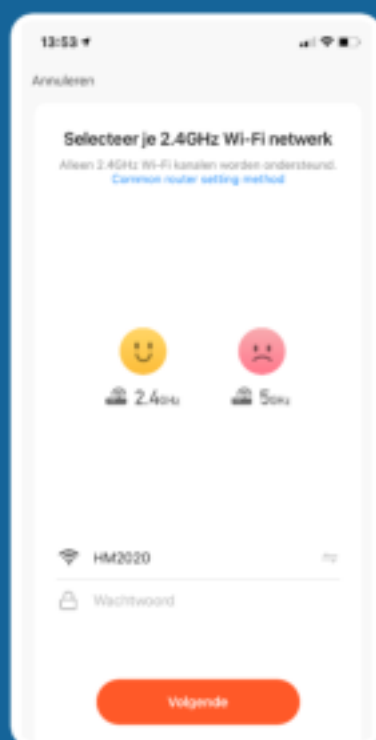 13:53
Annuleren
Selecteer je 2.4GHz Wi-Fi netwerk
Alleen 2.4GHz Wi-Fi kanalen worden ondersteund.
Common router setting method
2.4GHz
5GHz
HM2020
Wachtwoord
Volgende